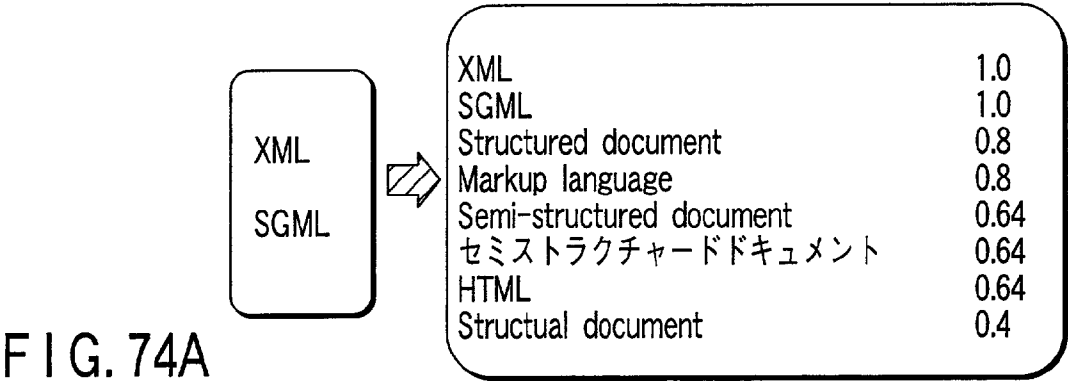 XML
SGML
XML 1.0
SGML 1.0
Structured document 0.8
Markup language 0.8
Semi-structured document 0.64
セミストラクチャードドキュメント 0.64
HTML 0.64
Structual document 0.4
FIG. 74A